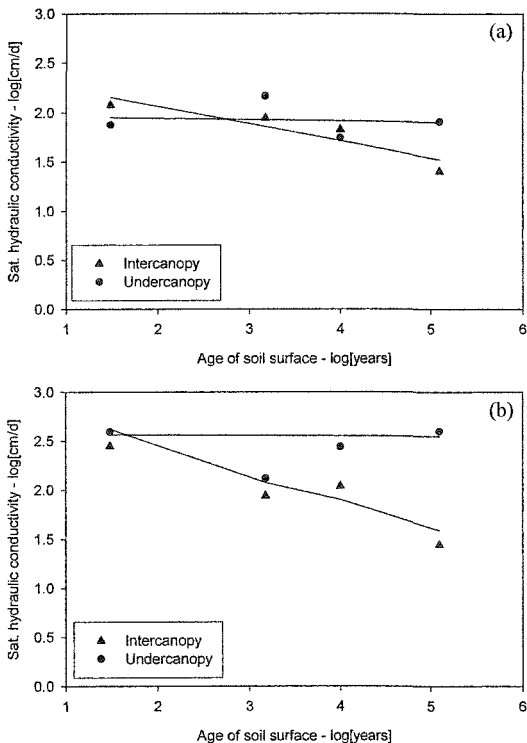 (a)
Sat. hydraulic conductivity - log[cm/d]
3.0
2.5
2.0
1.5
1.0
0.5
0.0
Intercanopy
Undercanopy
1 2 3 4 5 6
Age of soil surface - log[years]
(b)
Sat. hydraulic conductivity - log[cm/d]
3.0
2.5
2.0
1.5
1.0
0.5
0.0
Intercanopy
Undercanopy
1 2 3 4 5 6
Age of soil surface - log[years]